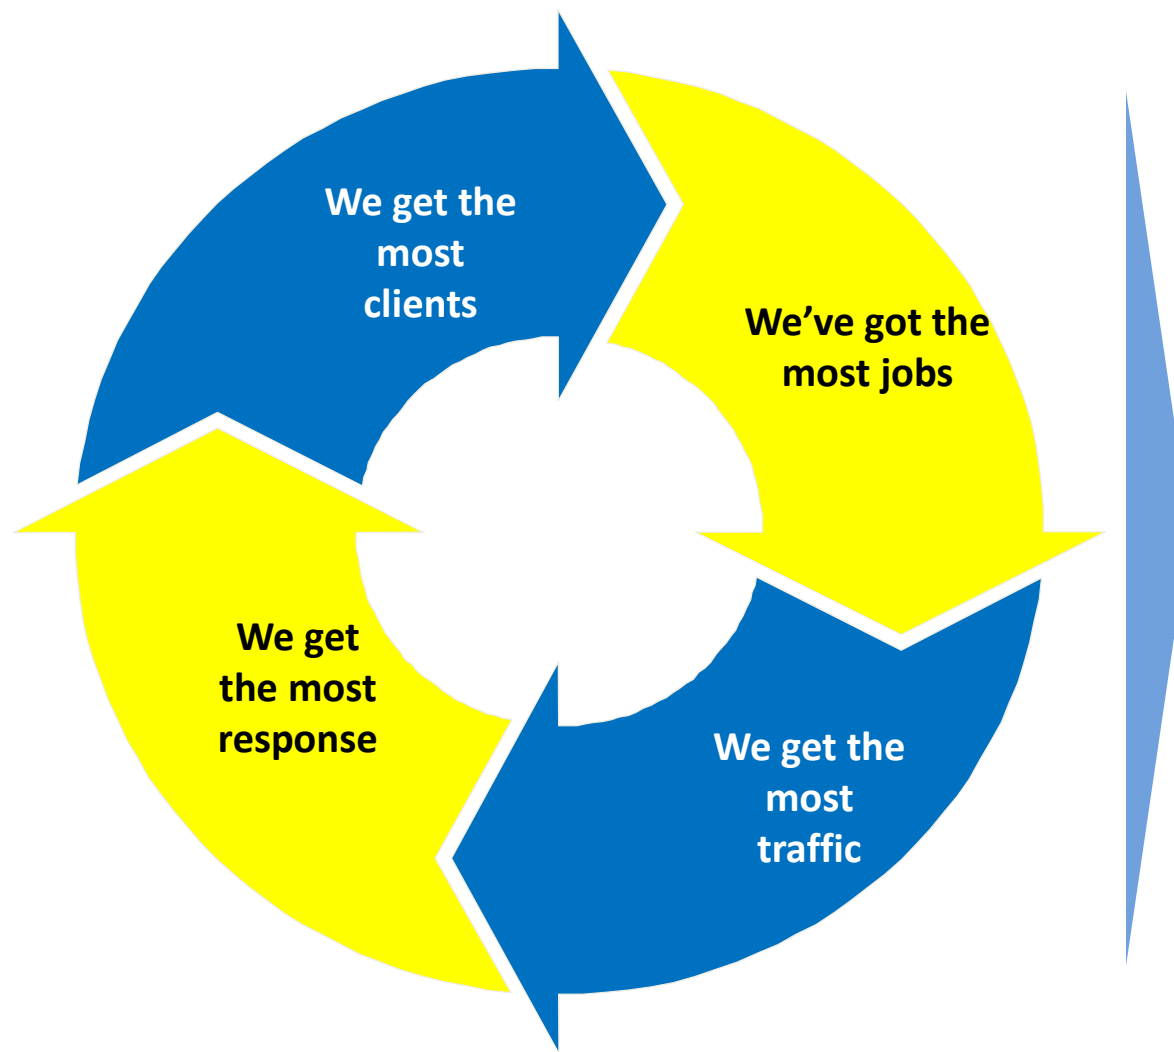 We get the
most
clients
We’ve got the
most jobs
We get
the most
response
We get the
most
traffic